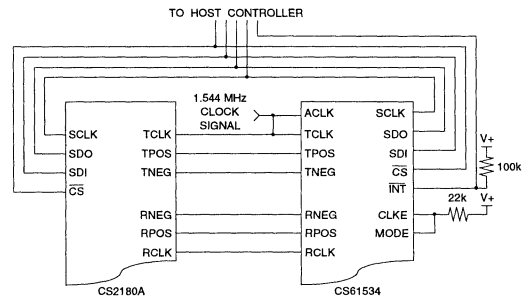 TO HOST CONTROLLER
1.544 MHz
CLOCK
SIGNAL
SCLK
SDO
SDI
CS
TCLK
TPOS
TNEG
RNEG
RPOS
RCLK
CS2180A
ACLK
TCLK
TPOS
TNEG
RNEG
RPOS
RCLK
SCLK
SDO
SDI
CS
INT
CLKE
MODE
CS61534
V+
100k
22k
V+